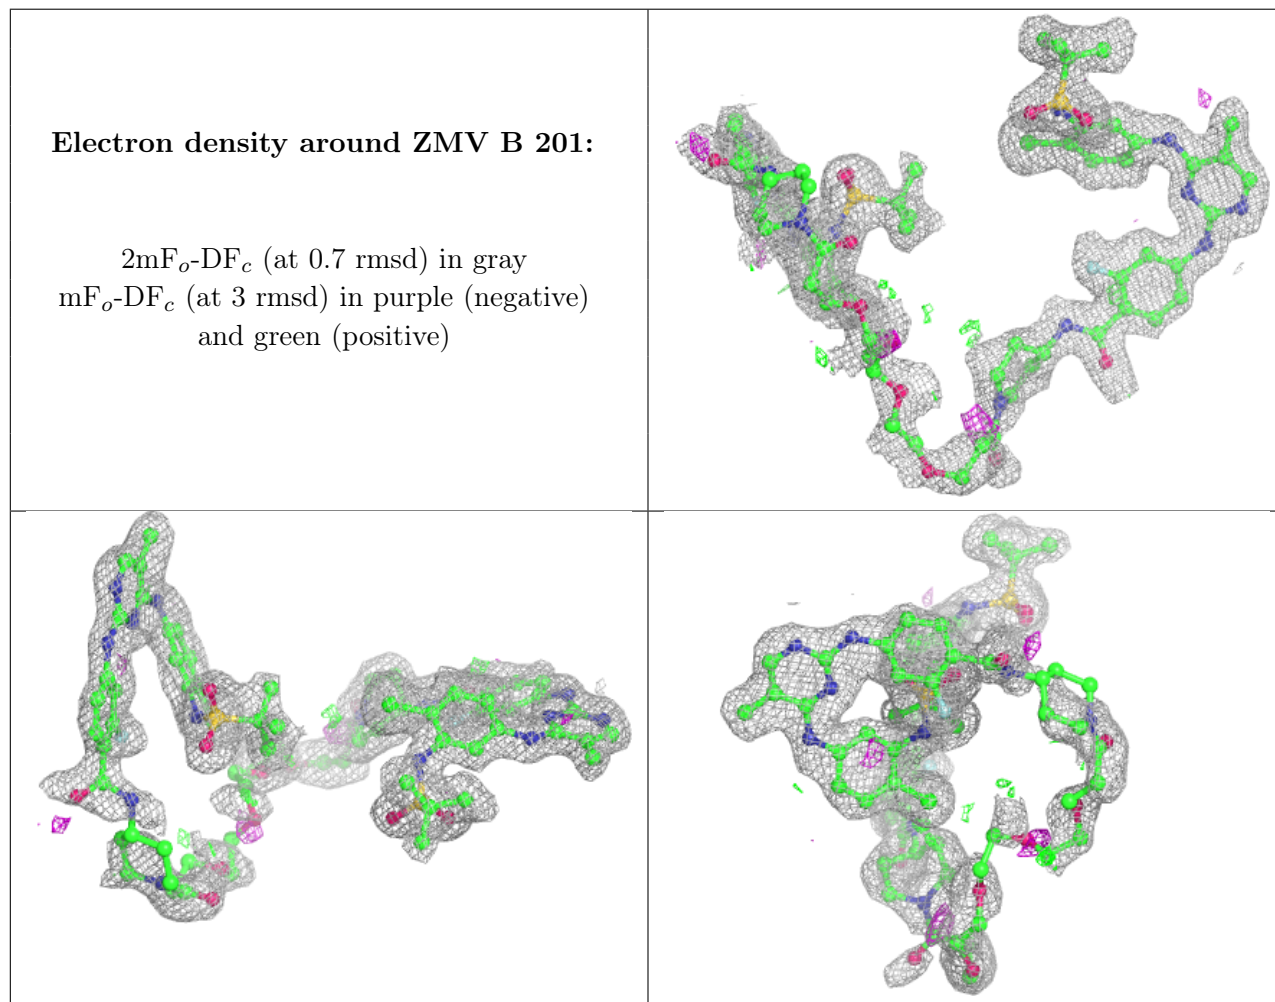 Electron density around ZMV B 201:
2mFo-DFc (at 0.7 rmsd) in gray
mFo-DFc (at 3 rmsd) in purple (negative)
and green (positive)